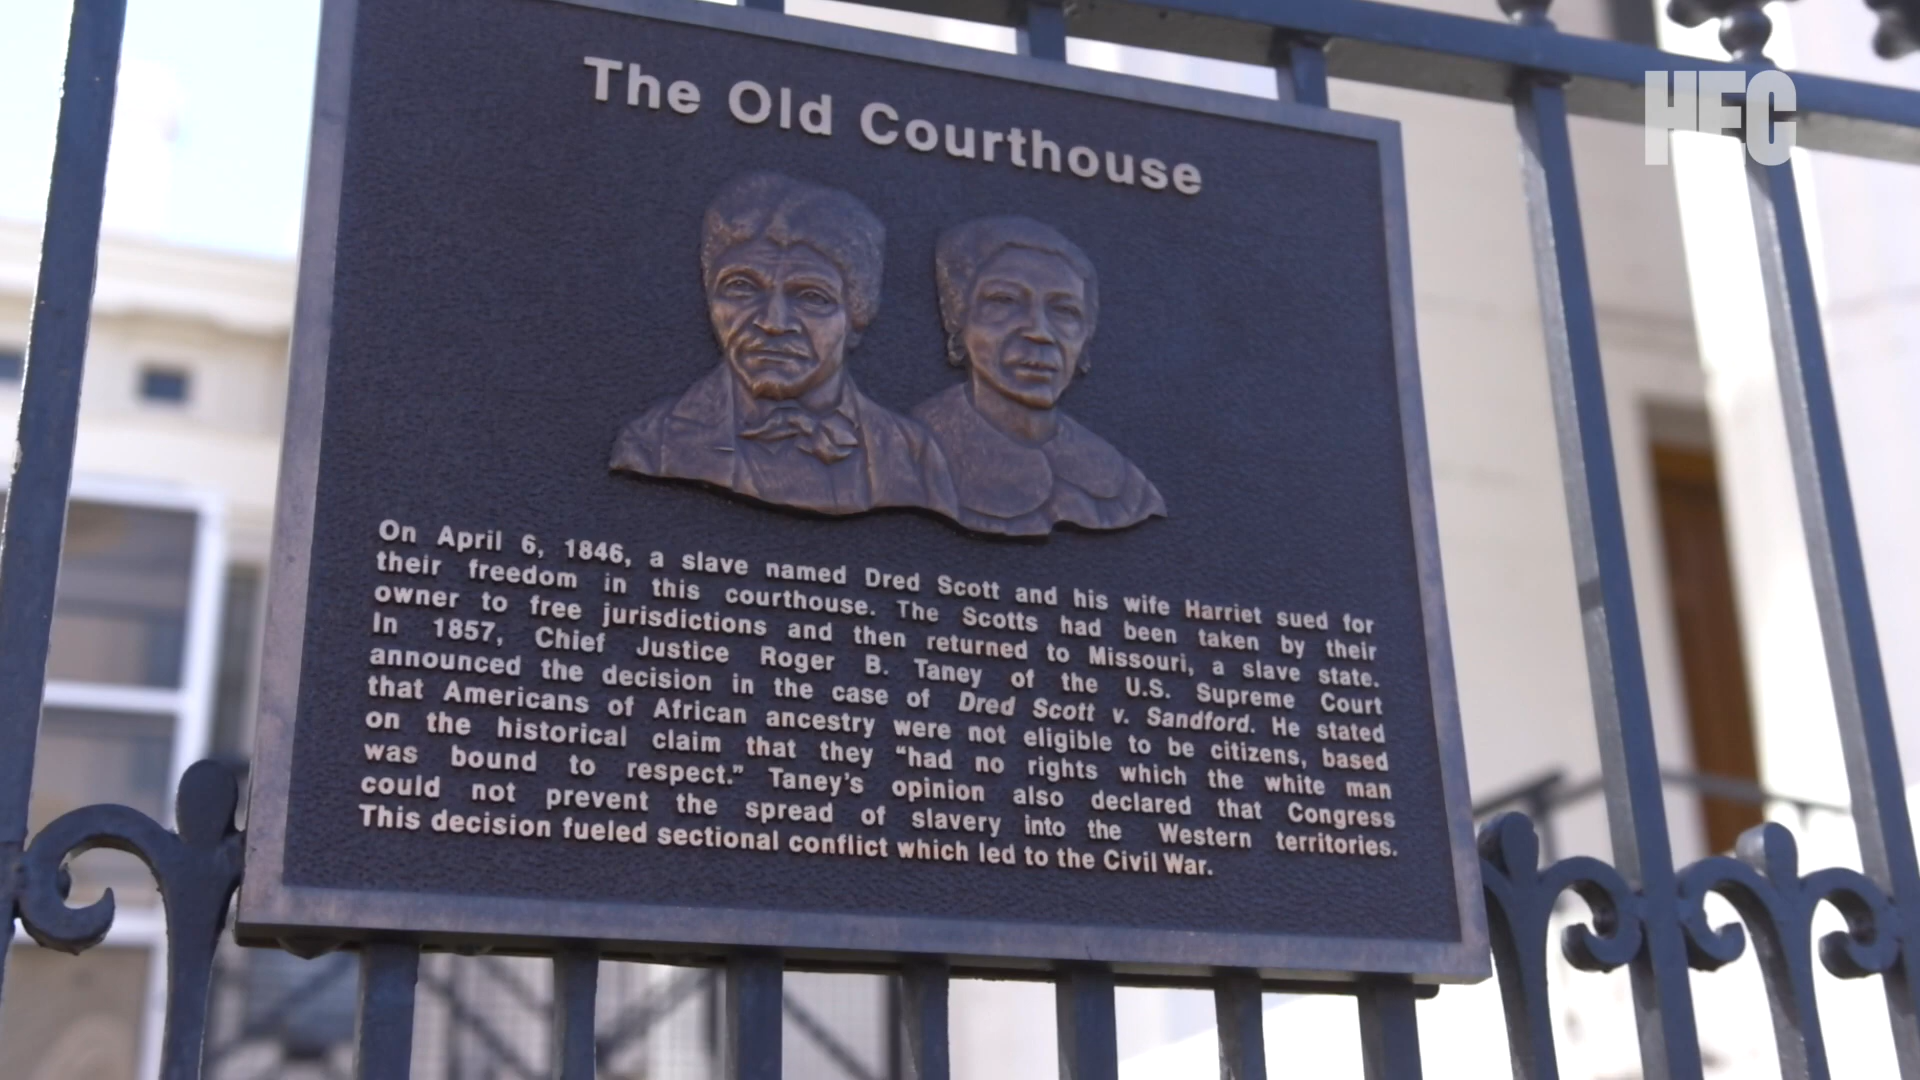 HEC
The Old Courthouse
On April 6, 1846, a slave named Dred Scott and his wife Harriet sued for
their freedom in this courthouse. The Scotts had been taken by their
owner to free jurisdictions and then returned to Missouri, a slave state.
In 1857, Chief Justice Roger B. Taney of the U.S. Supreme Court
announced the decision in the case of Dred Scott v. Sandford. He stated
that Americans of African ancestry were not eligible to be citizens, based
on the historical claim that they “had no rights which the white man
was bound to respect.” Taney’s opinion also declared that Congress
could not prevent the spread of slavery into the Western territories.
This decision fueled sectional conflict which led to the Civil War.